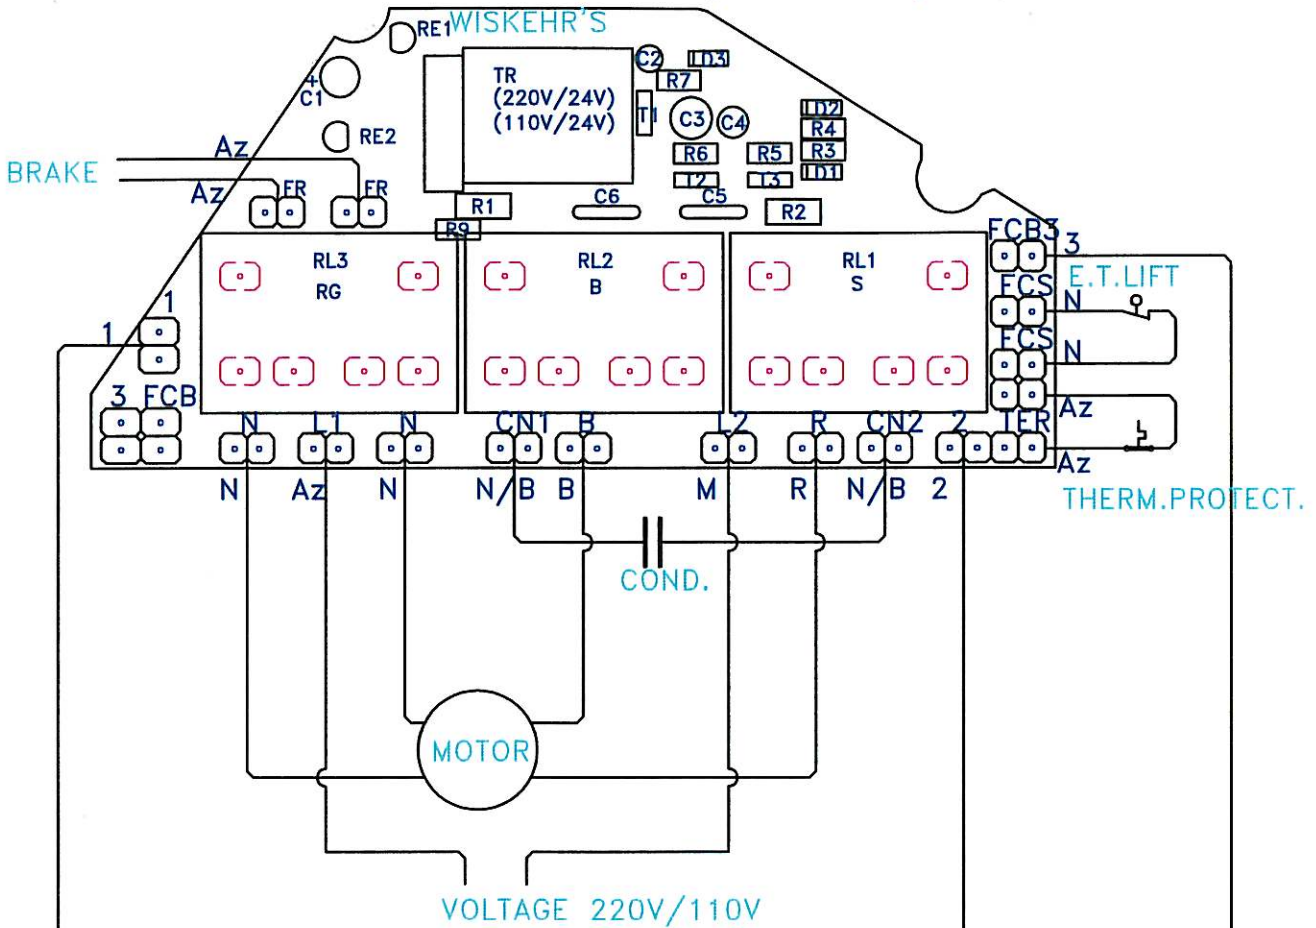 WISKEHR'S
RE1
C1
RE2
TR
(220V/24V)
(110V/24V)
C2
LD3
R7
T1
C3
C4
LD2
R4
R3
LD1
R6
R5
T2
T3
BRAKE
Az
Az
FR
FR
R1
C6
C5
R2
R9
RL3
RG
RL2
B
RL1
S
FCB3
3
E.T.LIFT
FCS
N
FCS
N
1
1
3 FCB
N
L1
N
CN1
B
L2
R
CN2
2
TER
Az
Az
N
Az
N
N/B
B
M
R
N/B
2
THERM.PROTECT.
COND.
MOTOR
VOLTAGE 220V/110V